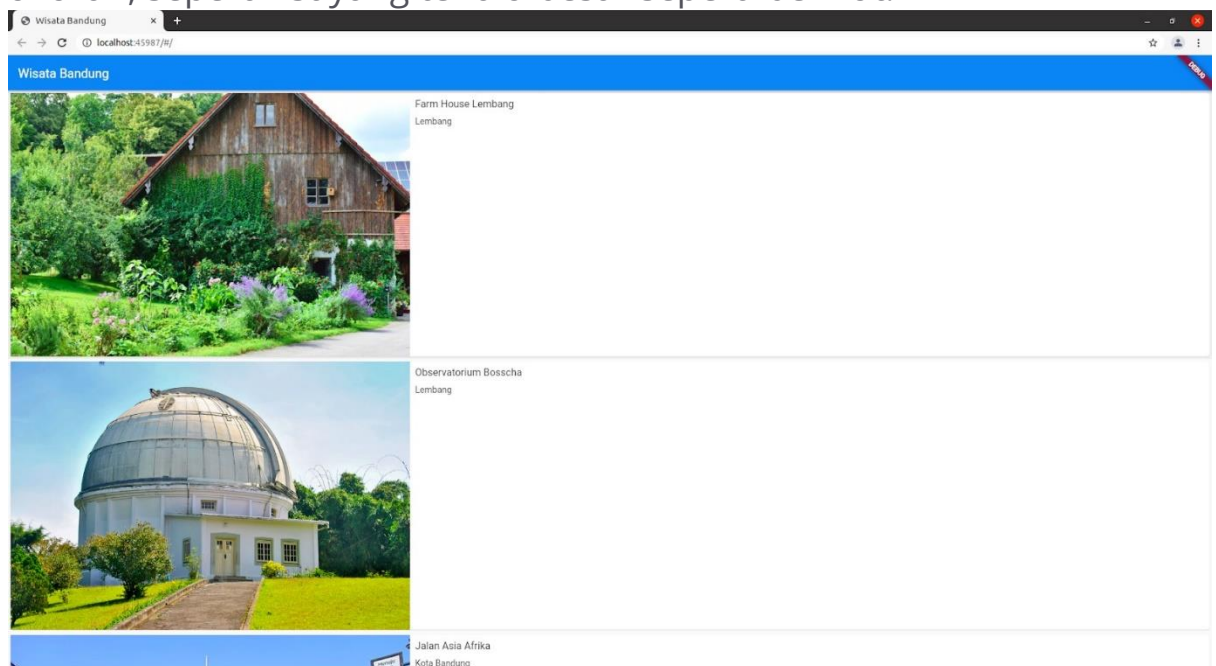 Wisata Bandung
localhost:45987/#/
Wisata Bandung
DEBUG
Farm House Lembang
Lembang
Observatorium Bosscha
Lembang
Jalan Asia Afrika
Kota Bandung